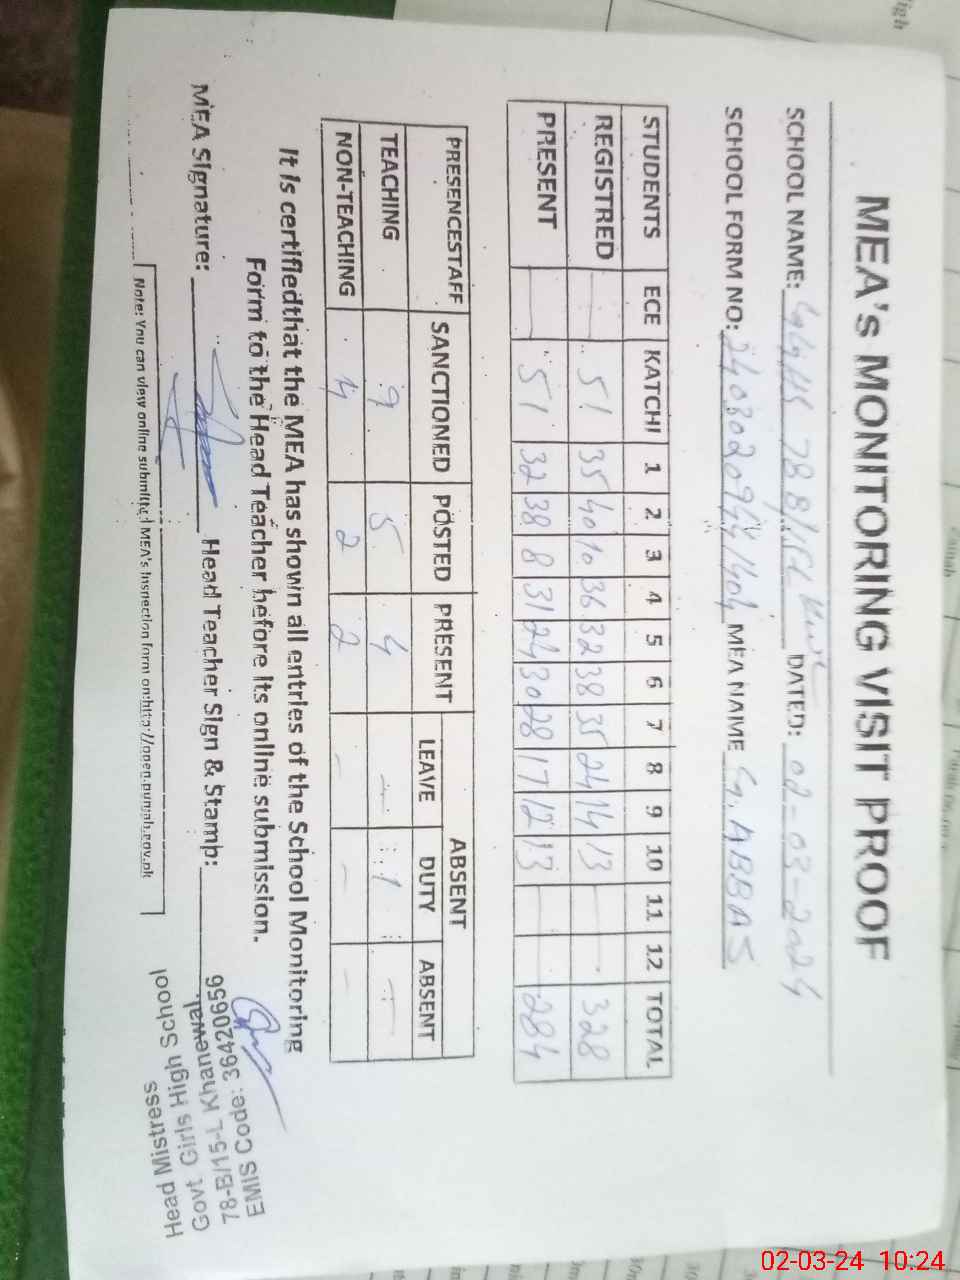 MEA's MONITORING VISIT PROOF
SCHOOL NAME: GGHS 78 B/15L DATED: 02-03-2024
SCHOOL FORM NO: MEA NAME G. ABBAS
STUDENTS ECE KATCHI 1 2 3 4 5 6 7 8 9 10 11 12 TOTAL
REGISTRED — 51 35 40 10 36 32 38 35 24 14 13 — 328
PRESENT — 51 32 38 8 31 24 30 28 17 12 13 — 284
PRESENCESTAFF SANCTIONED POSTED PRESENT ABSENT
LEAVE DUTY ABSENT
TEACHING 9 5 4 — 1 —
NON-TEACHING 4 2 2 — — —
It is certifiedthat the MEA has shown all entries of the School Monitoring
Form to the Head Teacher before its online submission.
MEA Signature: Head Teacher Sign & Stamp:
Note: You can view online submitted MEA's Inspection form on:http://open.punjab.gov.pk
Head Mistress
Govt Girls High School
78-B/15-L Khanewal.
EMIS Code: 36420656
02-03-24 10:24